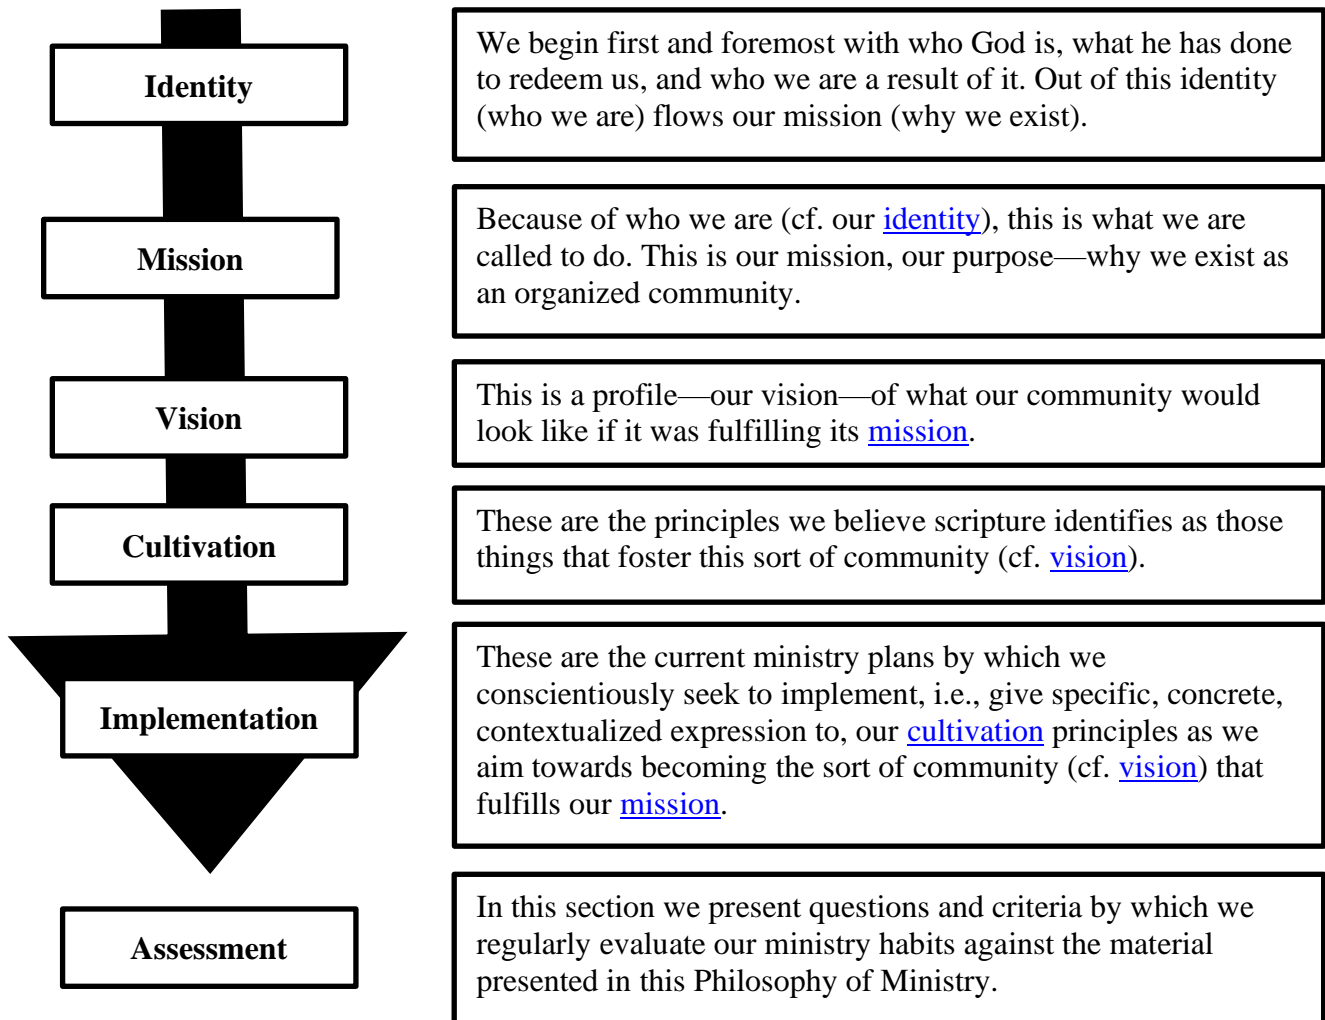 Identity
We begin first and foremost with who God is, what he has done
to redeem us, and who we are a result of it. Out of this identity
(who we are) flows our mission (why we exist).
Mission
Because of who we are (cf. our identity), this is what we are
called to do. This is our mission, our purpose—why we exist as
an organized community.
Vision
This is a profile—our vision—of what our community would
look like if it was fulfilling its mission.
Cultivation
These are the principles we believe scripture identifies as those
things that foster this sort of community (cf. vision).
Implementation
These are the current ministry plans by which we
conscientiously seek to implement, i.e., give specific, concrete,
contextualized expression to, our cultivation principles as we
aim towards becoming the sort of community (cf. vision) that
fulfills our mission.
Assessment
In this section we present questions and criteria by which we
regularly evaluate our ministry habits against the material
presented in this Philosophy of Ministry.